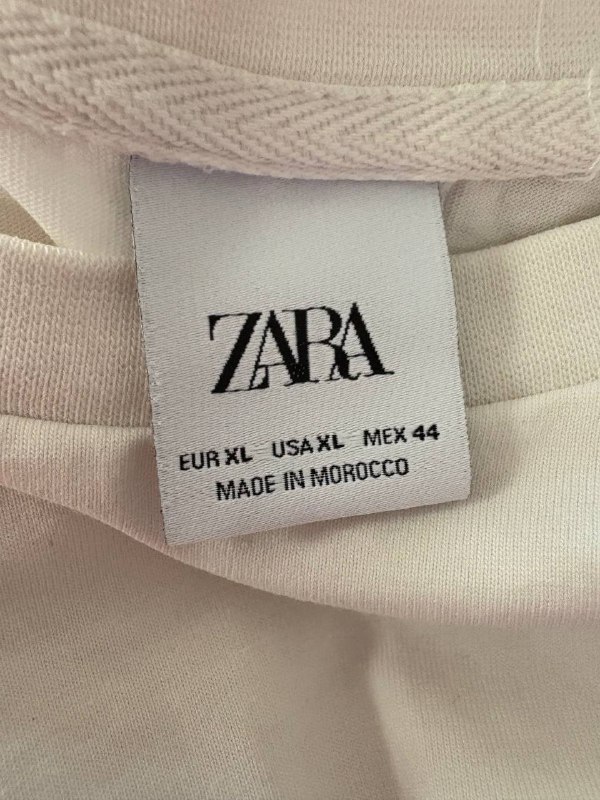 ZARA
EUR XL USA XL MEX 44
MADE IN MOROCCO